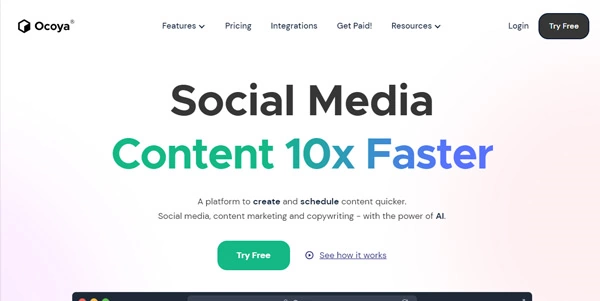 Ocoya®
Features Pricing Integrations Get Paid! Resources Login Try Free
Social Media
Content 10x Faster
A platform to create and schedule content quicker.
Social media, content marketing and copywriting - with the power of AI.
Try Free See how it works